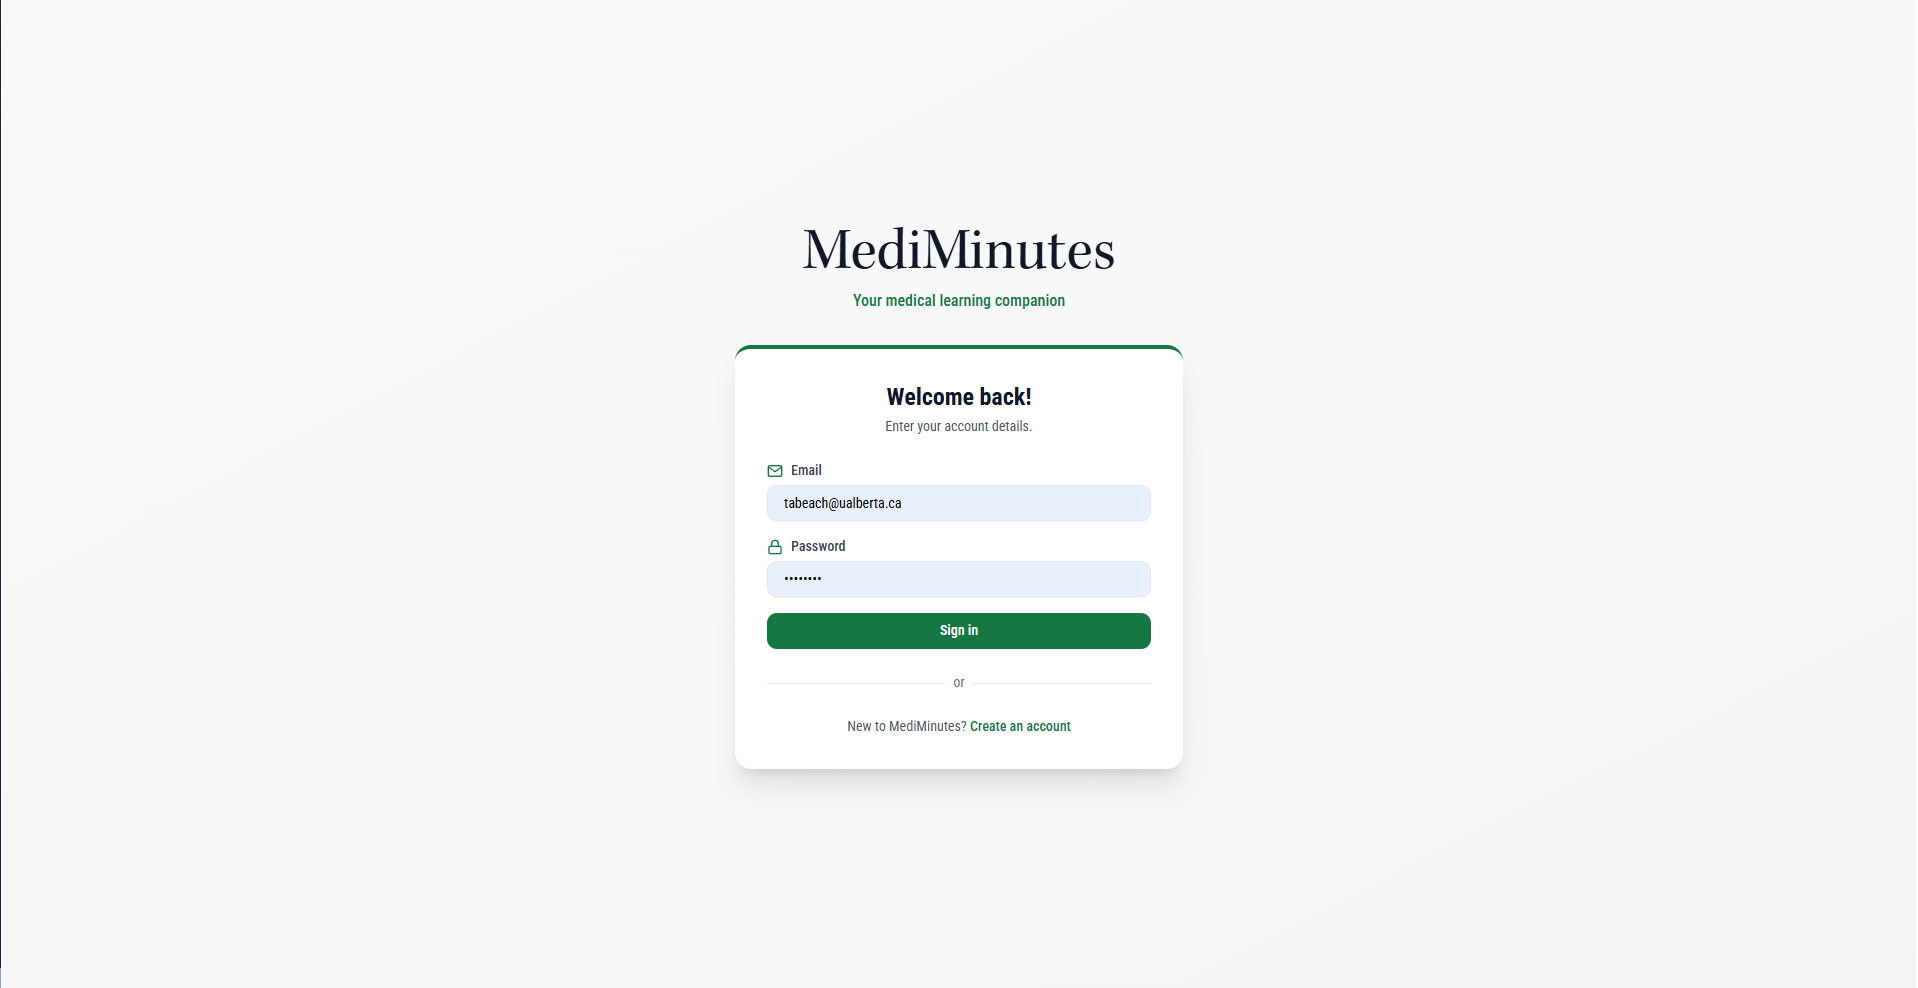 MediMinutes
Your medical learning companion
Welcome back!
Enter your account details.
Email
tabeach@ualberta.ca
Password
••••••••
Sign in
or
New to MediMinutes? Create an account